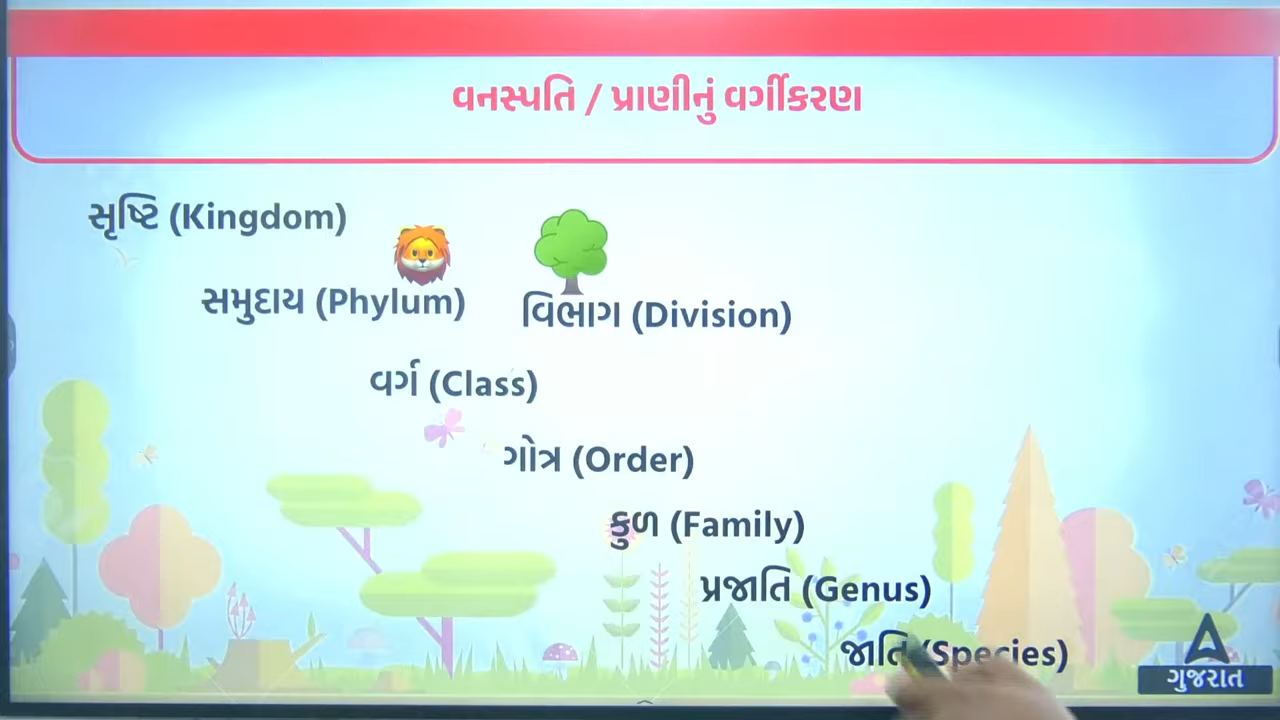 વનસ્પતિ / પ્રાણીનું વર્ગીકરણ
સૃષ્ટિ (Kingdom)
સમુદાય (Phylum)
વિભાગ (Division)
વર્ગ (Class)
ગોત્ર (Order)
કુળ (Family)
પ્રજાતિ (Genus)
જાતિ (Species)
ગુજરાત